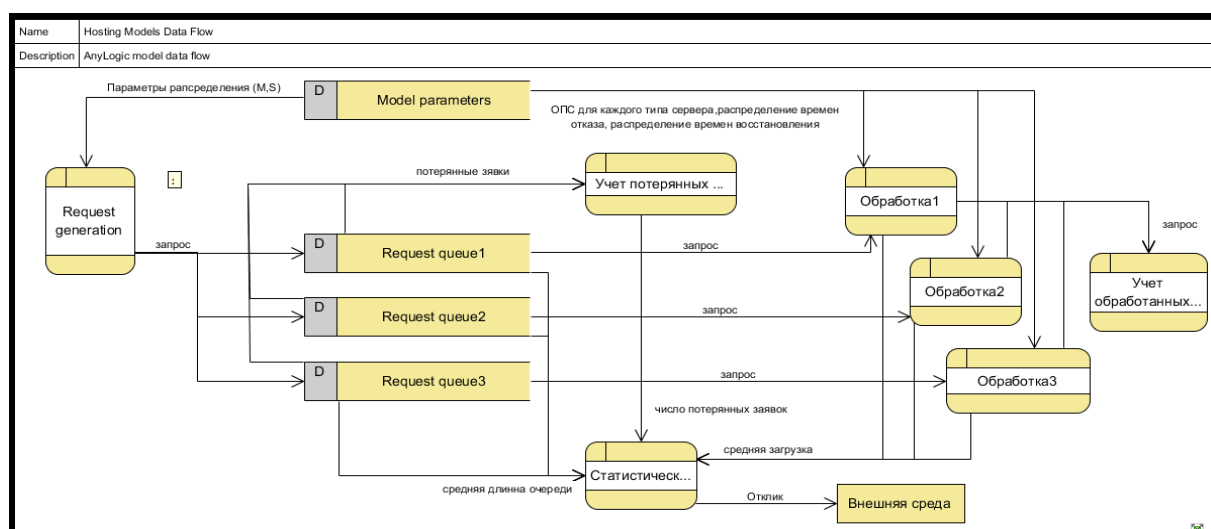 Name Hosting Models Data Flow
Description AnyLogic model data flow
Параметры рапсределения (M,S)
D Model parameters
ОПС для каждого типа сервера,распределение времен
отказа, распределение времен восстановления
потерянные зявки
Учет потерянных ...
Обработка1
:
Request
generation
запрос
D Request queue1
запрос
запрос
Обработка2
Учет
обработанных...
D Request queue2
запрос
D Request queue3
запрос
Обработка3
число потерянных заявок
средняя загрузка
Статистическ...
средняя длинна очереди
Отклик
Внешняя среда